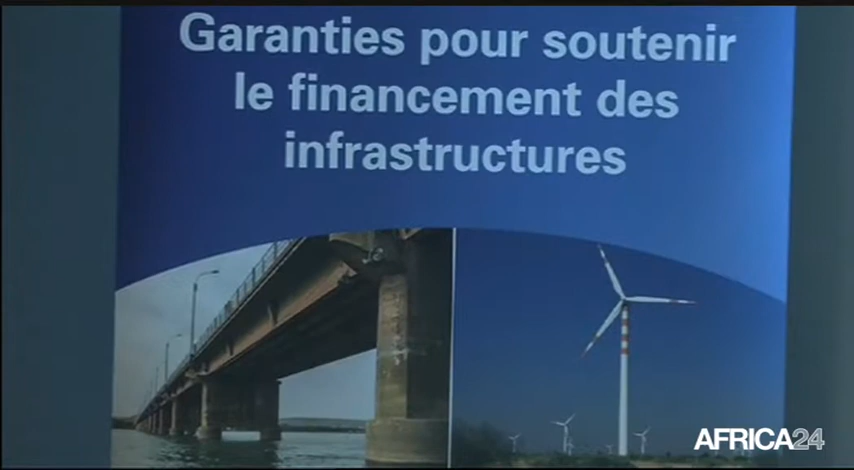 Garanties pour soutenir
le financement des
infrastructures
AFRICA24